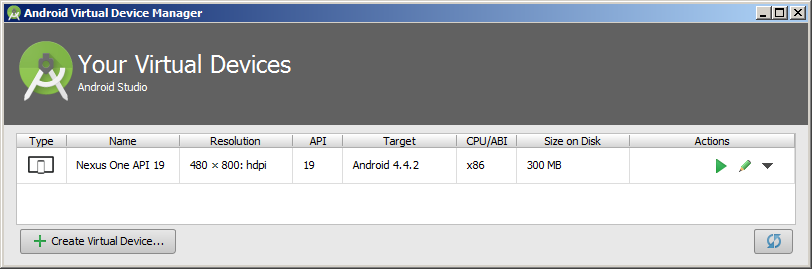 Android Virtual Device Manager
Your Virtual Devices
Android Studio
Type Name Resolution API Target CPU/ABI Size on Disk Actions
Nexus One API 19 480 × 800: hdpi 19 Android 4.4.2 x86 300 MB
Create Virtual Device...